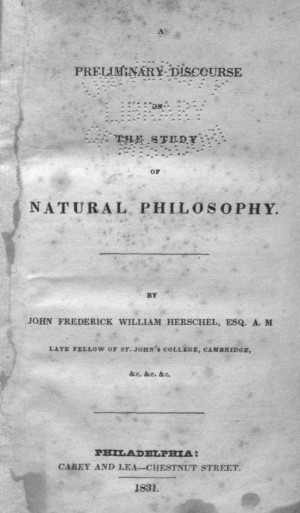 A
PRELIMINARY DISCOURSE
ON
THE STUDY
OF
NATURAL PHILOSOPHY.
BY
JOHN FREDERICK WILLIAM HERSCHEL, ESQ. A. M
LATE FELLOW OF ST. JOHN'S COLLEGE, CAMBRIDGE,
&c. &c. &c.
PHILADELPHIA:
CAREY AND LEA—CHESTNUT STREET.
1831.
LIBRARY